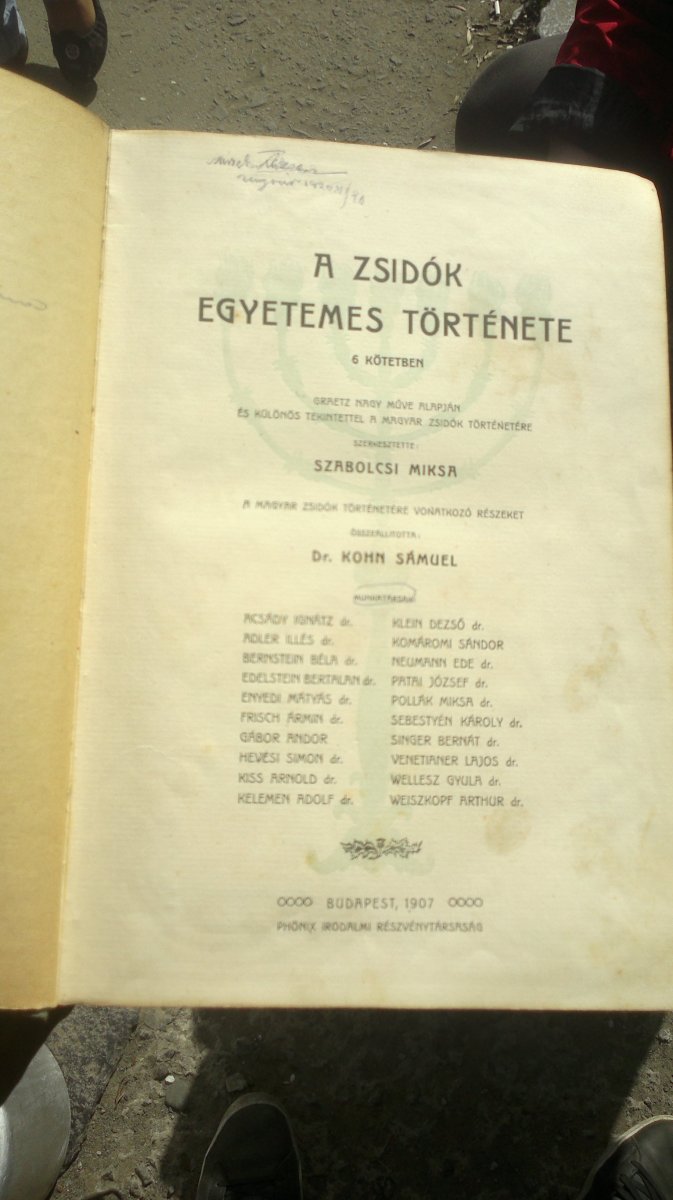 A ZSIDÓK
EGYETEMES TÖRTÉNETE
6 KÖTETBEN
GRAETZ NAGY MŰVE ALAPJÁN
ÉS KÜLÖNÖS TEKINTETTEL A MAGYAR ZSIDÓK TÖRTÉNETÉRE
SZERKESZTETTE:
SZABOLCSI MIKSA
A MAGYAR ZSIDÓK TÖRTÉNETÉRE VONATKOZÓ RÉSZEKET
ÖSSZEÁLLITOTTA:
Dr. KOHN SÁMUEL
MUNKATÁRSAK
ACSÁDY IGNÁTZ dr.
ADLER ILLÉS dr.
BERNSTEIN BÉLA dr.
EDELSTEIN BERTALAN dr.
ENYEDI MÁTYÁS dr.
FRISCH ÁRMIN dr.
GÁBOR ANDOR
HEVESI SIMON dr.
KISS ARNOLD dr.
KELEMEN ADOLF dr.
KLEIN DEZSŐ dr.
KOMÁROMI SÁNDOR
NEUMANN EDE dr.
PATAI JÓZSEF dr.
POLLÁK MIKSA dr.
SEBESTYÉN KÁROLY dr.
SINGER BERNÁT dr.
VENETIANER LAJOS dr.
WELLESZ GYULA dr.
WEISZKOPF ARTHUR dr.
BUDAPEST, 1907
PHÖNIX IRODALMI RÉSZVÉNYTÁRSASÁG